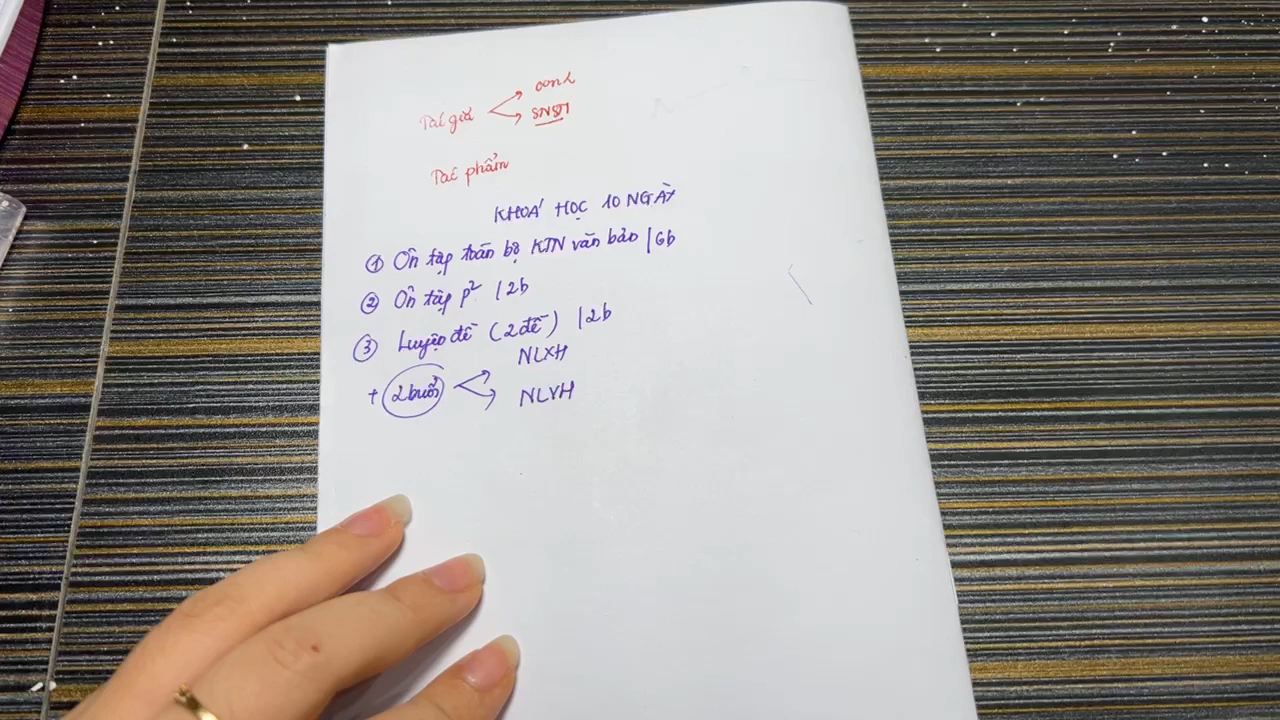 Tác giả
SNST
Tác phẩm
KHOÁ HỌC 10 NGÀY
① Ôn tập toàn bộ KTN văn bản | 6b
② Ôn tập P² | 2b
③ Luyện đề (2 đề) | 2b
NLXH
+ 2 buổi
NLVH